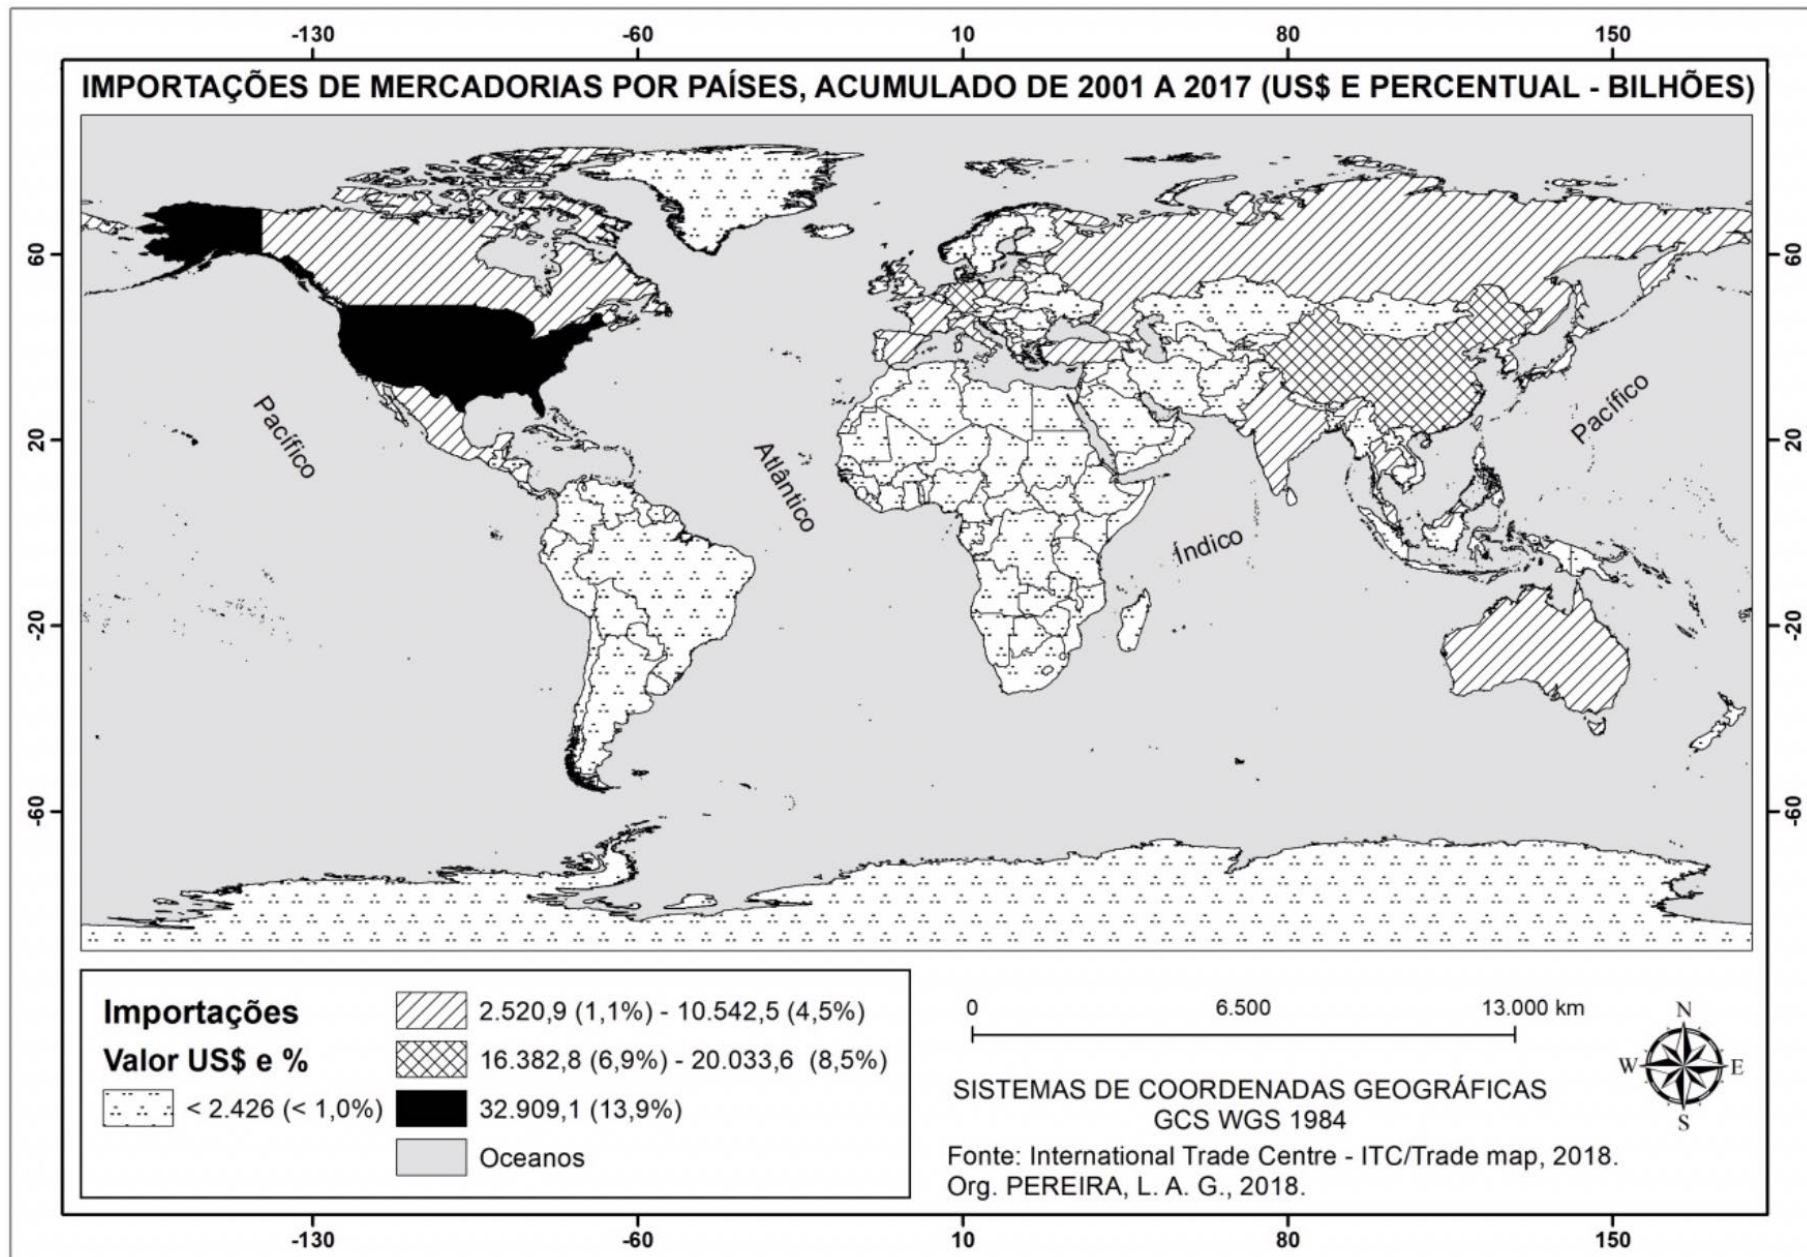 -130 -60 10 80 150
IMPORTAÇÕES DE MERCADORIAS POR PAÍSES, ACUMULADO DE 2001 A 2017 (US$ E PERCENTUAL - BILHÕES)
60 60
Pacífico
Pacífico
20 20
Atlântico
Índico
-20 -20
-60 -60
Importações
Valor US$ e %
< 2.426 (< 1,0%)
2.520,9 (1,1%) - 10.542,5 (4,5%)
16.382,8 (6,9%) - 20.033,6 (8,5%)
32.909,1 (13,9%)
Oceanos
0 6.500 13.000 km
N
W E
S
SISTEMAS DE COORDENADAS GEOGRÁFICAS
GCS WGS 1984
Fonte: International Trade Centre - ITC/Trade map, 2018.
Org. PEREIRA, L. A. G., 2018.
-130 -60 10 80 150